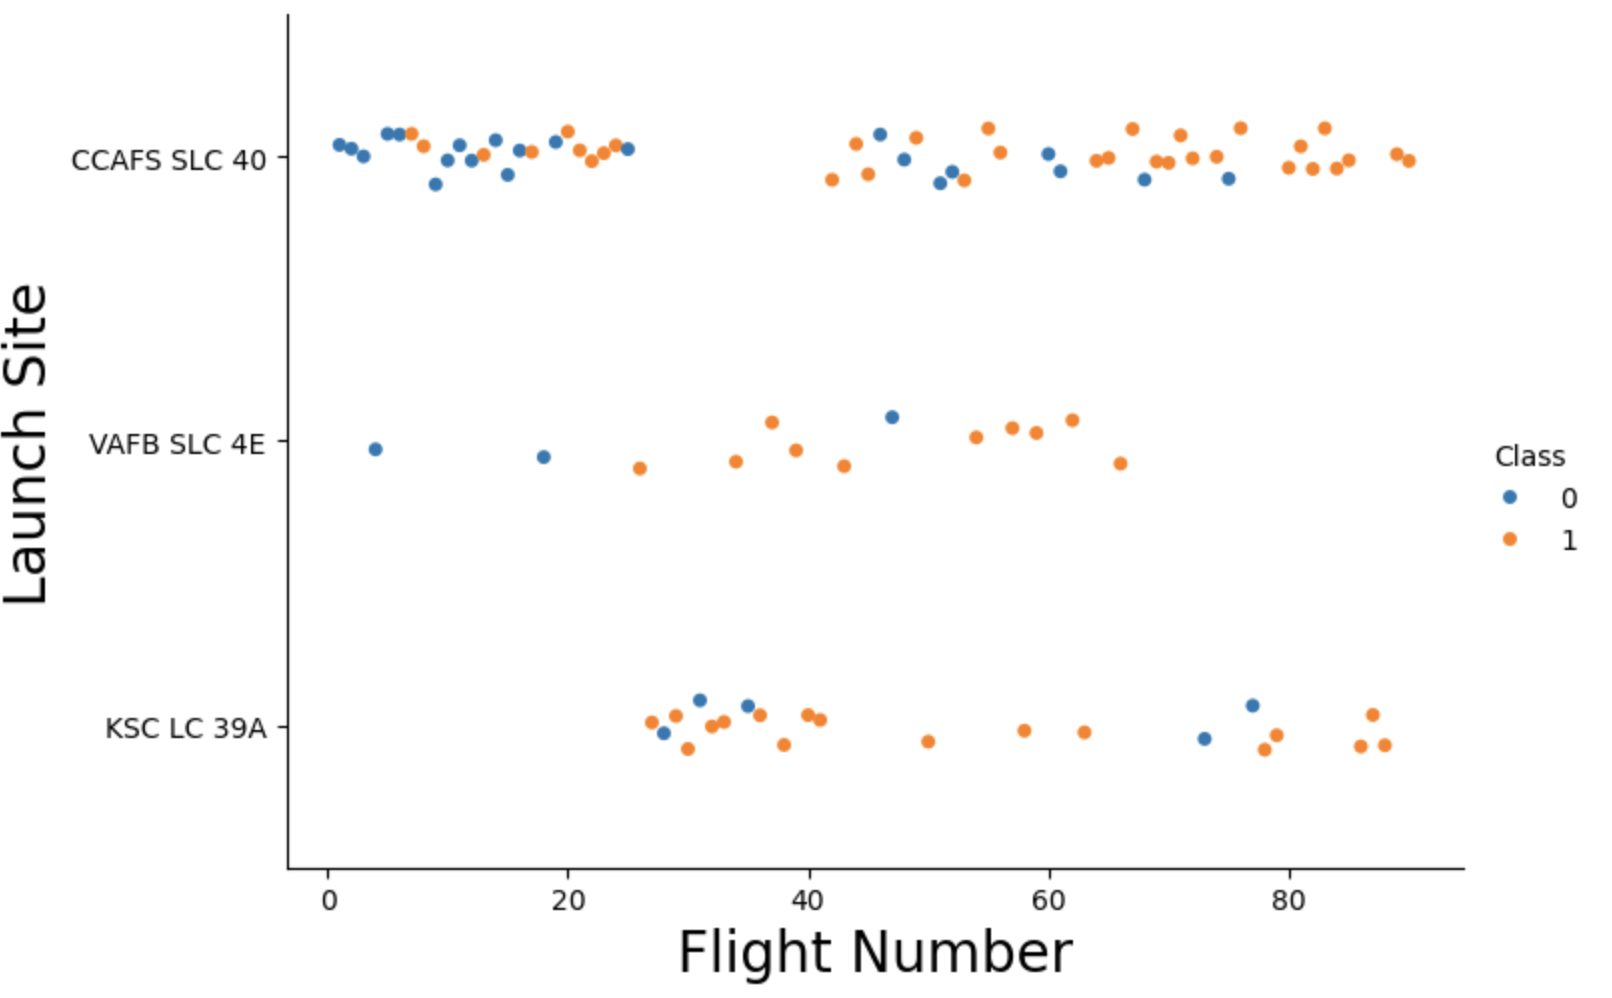 CCAFS SLC 40
VAFB SLC 4E
KSC LC 39A
Launch Site
0 20 40 60 80
Flight Number
Class
0
1